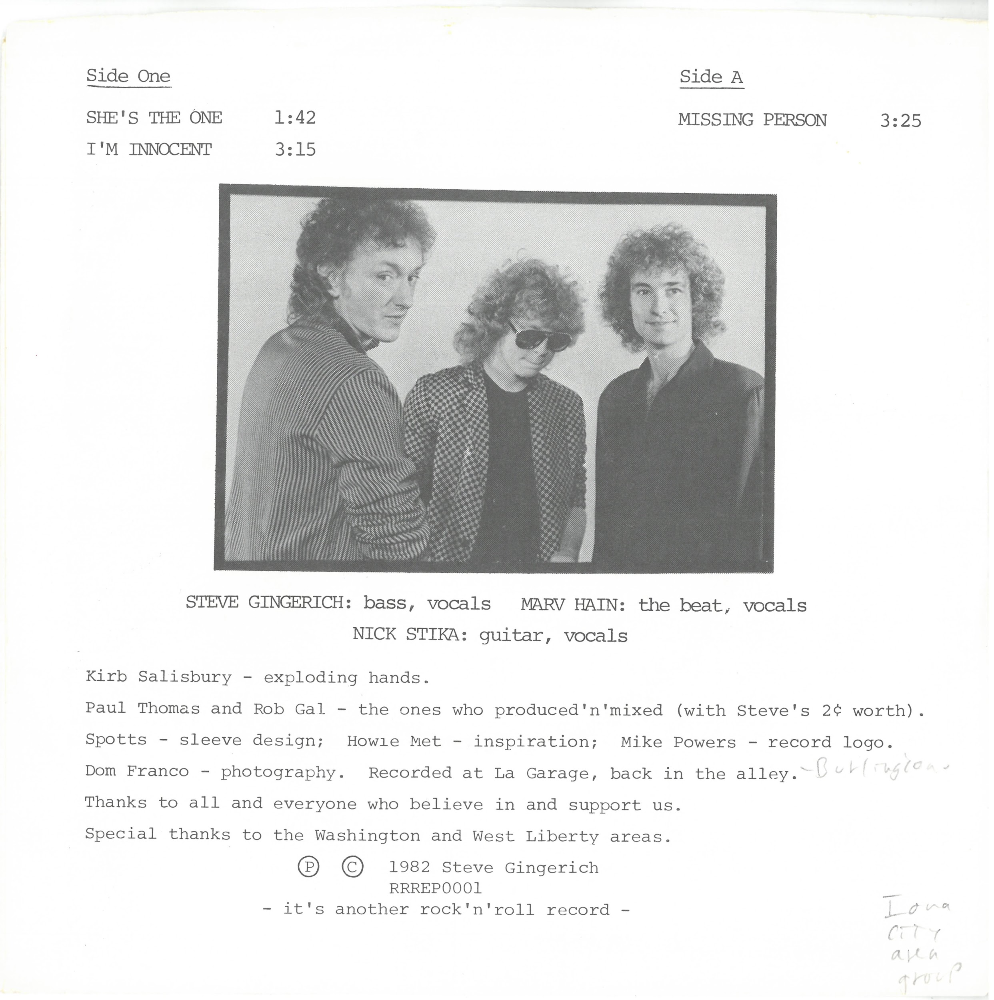 Side One
SHE'S THE ONE 1:42
I'M INNOCENT 3:15
Side A
MISSING PERSON 3:25
STEVE GINGERICH: bass, vocals MARV HAIN: the beat, vocals
NICK STIKA: guitar, vocals
Kirb Salisbury - exploding hands.
Paul Thomas and Rob Gal - the ones who produced'n'mixed (with Steve's 2¢ worth).
Spotts - sleeve design; Howie Met - inspiration; Mike Powers - record logo.
Dom Franco - photography. Recorded at La Garage, back in the alley. - Burlington.
Thanks to all and everyone who believe in and support us.
Special thanks to the Washington and West Liberty areas.
Ⓟ © 1982 Steve Gingerich
RRREP0001
- it's another rock'n'roll record -
Iowa
CITY
area
group